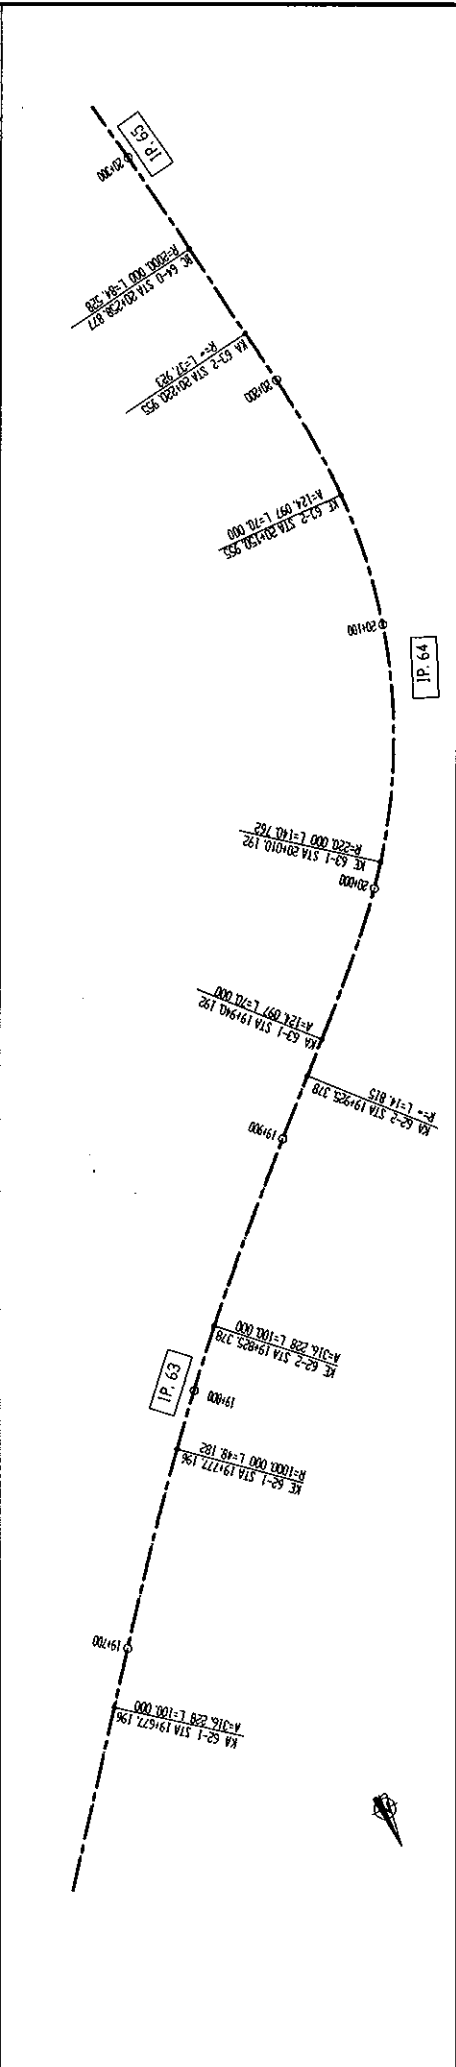 IP. 65
20+300
BC 64-0 STA 20+258.877
R=2000.000 L=84.528
KA 63-2 STA 20+220.955
R=∞ L=37.923
20+200
KE 63-2 STA 20+150.955
A=124.097 L=70.000
20+100
IP. 64
KE 63-1 STA 20+010.192
R=220.000 L=140.762
20+000
KA 63-1 STA 19+940.192
A=124.097 L=70.000
KA 62-2 STA 19+925.378
R=∞ L=14.815
19+900
KE 62-2 STA 19+825.378
A=316.228 L=100.000
IP. 63
19+800
KE 62-1 STA 19+777.196
R=1000.000 L=48.182
19+700
KA 62-1 STA 19+677.196
A=316.228 L=100.000